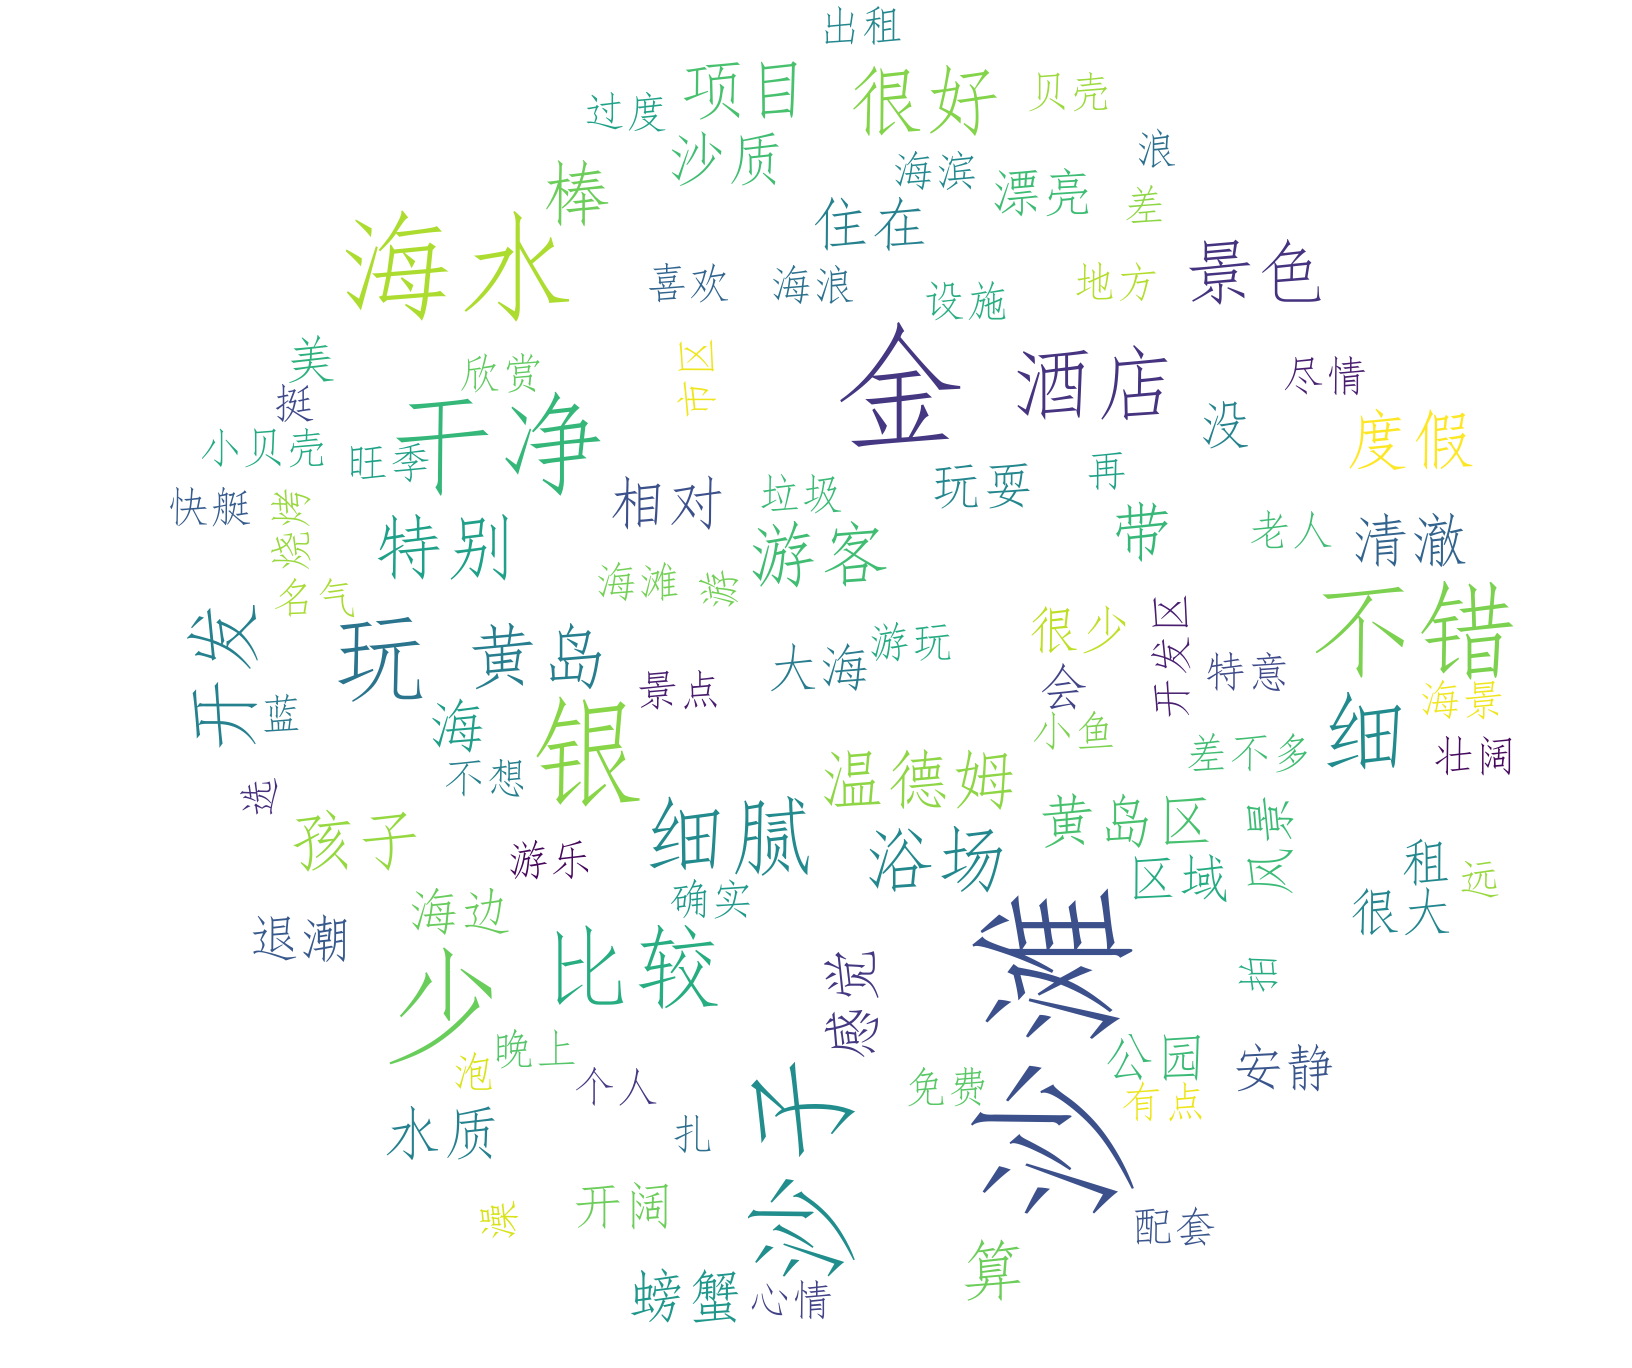 出租
项目
很好
贝壳
过度
沙质
浪
海滨
棒
漂亮
差
住在
海水
景色
喜欢
海浪
地方
设施
金
美
欣赏
市区
酒店
尽情
挺
干净
没
度假
小贝壳
旺季
快艇
相对
垃圾
玩耍
再
烧烤
特别
游客
带
老人
清澈
名气
海滩
游
不错
开发
玩
黄岛
大海
游玩
很少
开发区
特意
景点
会
蓝
海
银
小鱼
细
海景
不想
差不多
壮阔
选
温德姆
孩子
细腻
黄岛区
风景
游乐
浴场
区域
租
远
确实
很大
海边
退潮
沙滩
少
比较
感觉
拍
晚上
泡
公园
安静
个人
免费
有点
沙子
水质
扎
澡
开阔
配套
算
螃蟹
心情